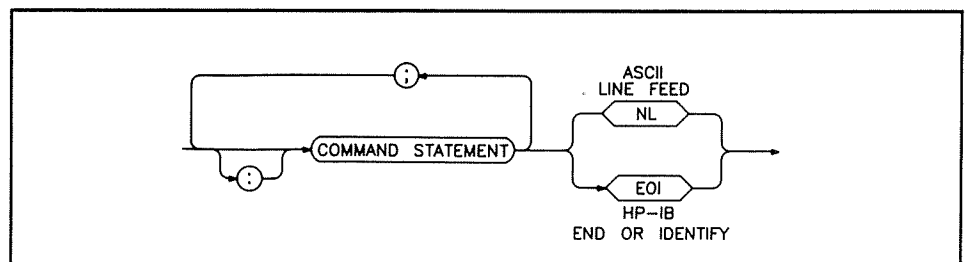 ;
ASCII
LINE FEED
NL
COMMAND STATEMENT
:
EOI
HP-IB
END OR IDENTIFY